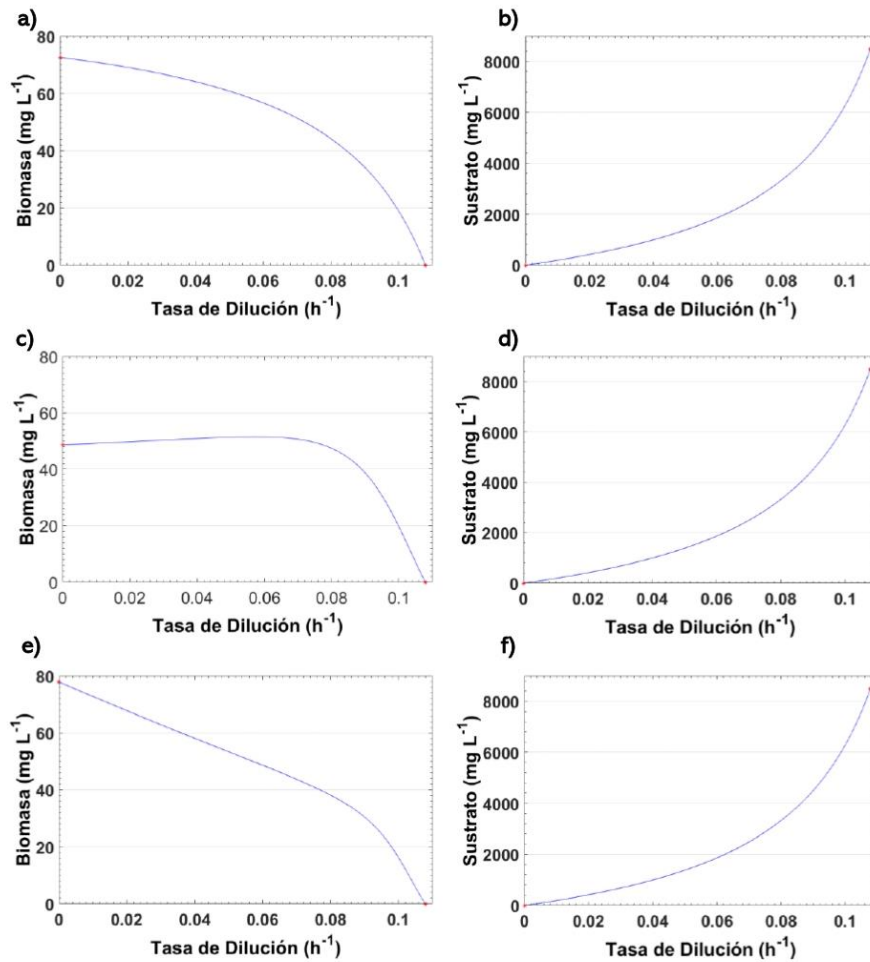 a)
80
60
40
20
0
Biomasa (mg L⁻¹)
0 0.02 0.04 0.06 0.08 0.1
Tasa de Dilución (h⁻¹)
b)
8000
6000
4000
2000
0
Sustrato (mg L⁻¹)
0 0.02 0.04 0.06 0.08 0.1
Tasa de Dilución (h⁻¹)
c)
80
60
40
20
0
Biomasa (mg L⁻¹)
0 0.02 0.04 0.06 0.08 0.1
Tasa de Dilución (h⁻¹)
d)
8000
6000
4000
2000
0
Sustrato (mg L⁻¹)
0 0.02 0.04 0.06 0.08 0.1
Tasa de Dilución (h⁻¹)
e)
80
60
40
20
0
Biomasa (mg L⁻¹)
0 0.02 0.04 0.06 0.08 0.1
Tasa de Dilución (h⁻¹)
f)
8000
6000
4000
2000
0
Sustrato (mg L⁻¹)
0 0.02 0.04 0.06 0.08 0.1
Tasa de Dilución (h⁻¹)